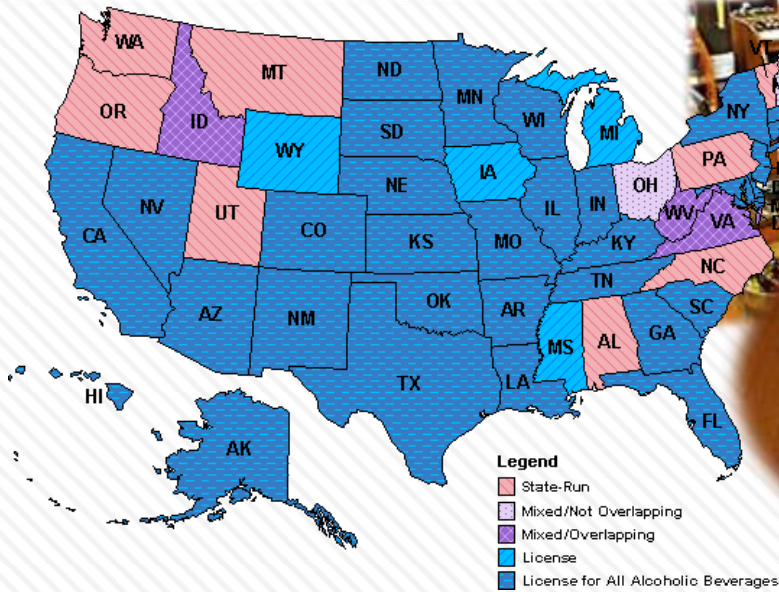 WA
MT
ND
MN
VT
OR
ID
WY
SD
WI
MI
NY
IA
NE
PA
NV
UT
CO
IL
IN
OH
WV
VA
CA
KS
MO
KY
NC
AZ
NM
OK
AR
TN
SC
MS
AL
GA
TX
LA
HI
AK
FL
Legend
State-Run
Mixed/Not Overlapping
Mixed/Overlapping
License
License for All Alcoholic Beverages